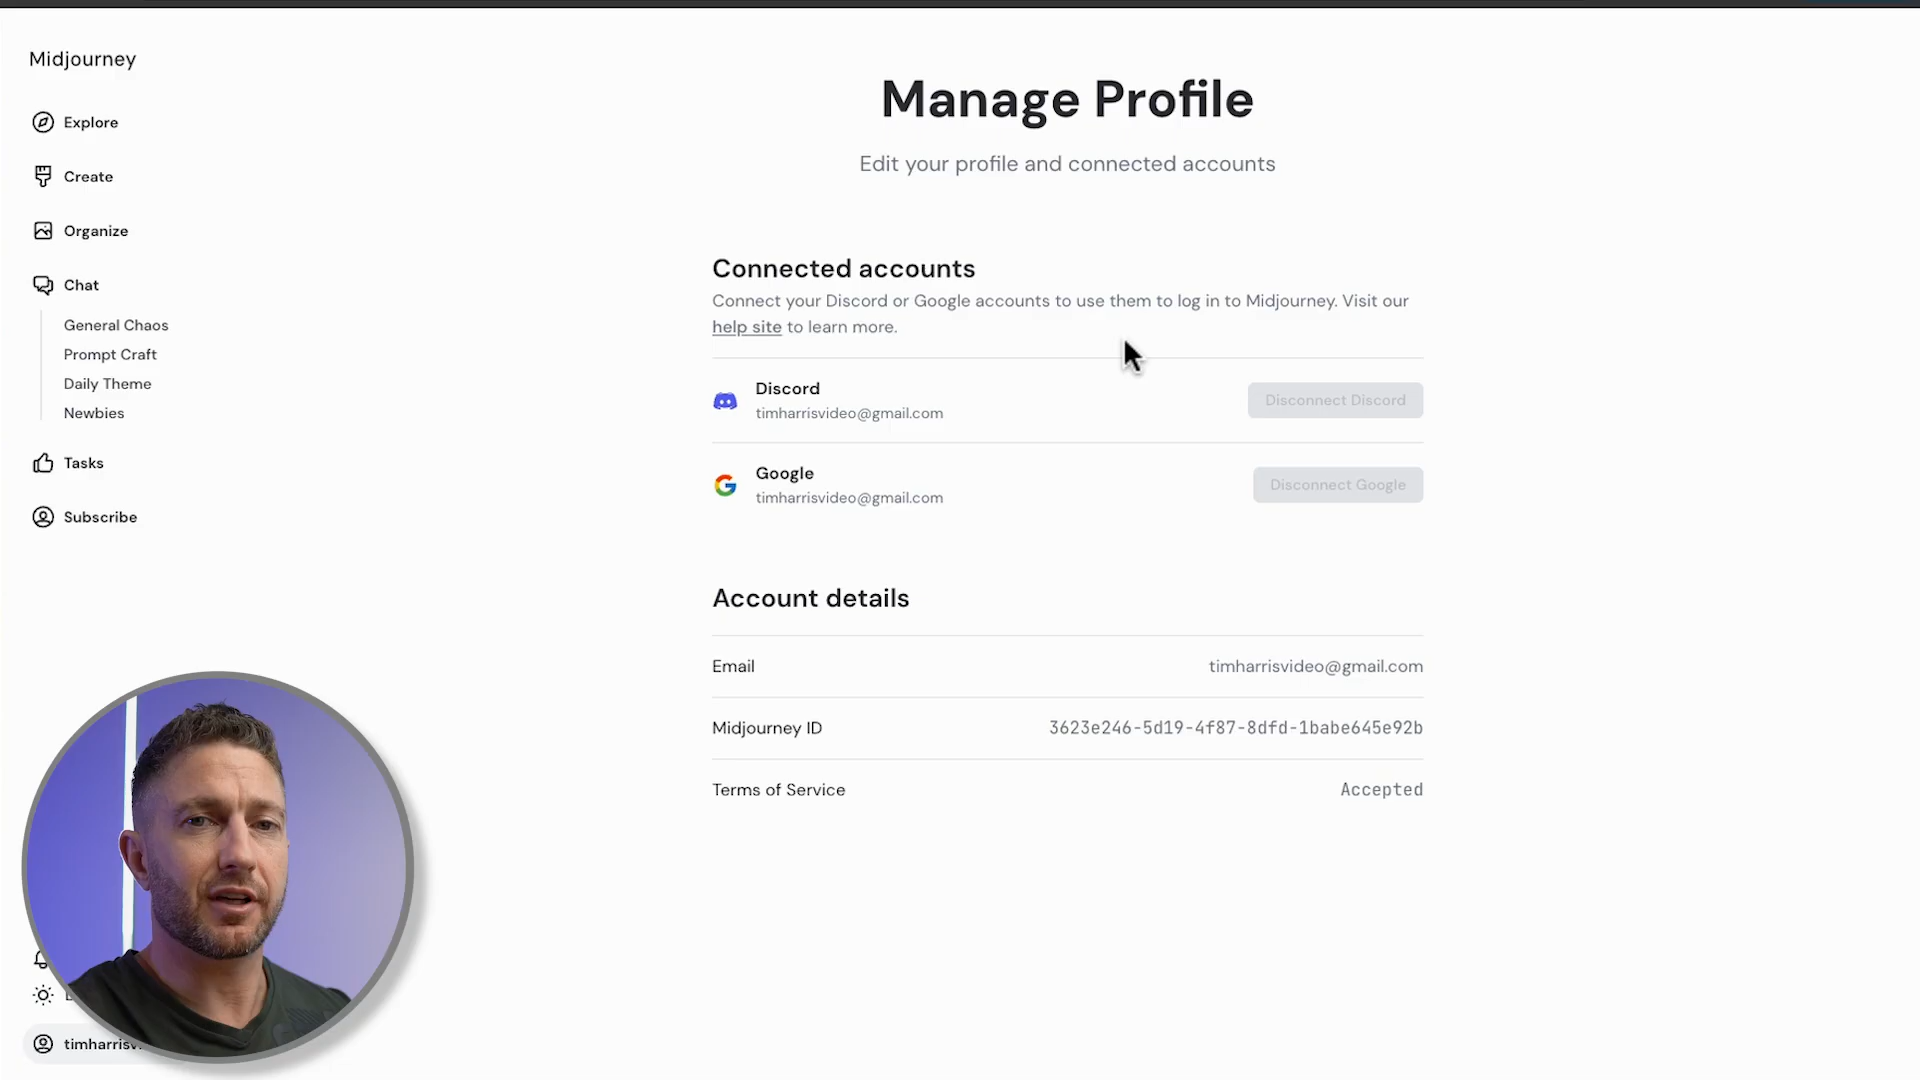 Midjourney
Explore
Create
Organize
Chat
General Chaos
Prompt Craft
Daily Theme
Newbies
Tasks
Subscribe
timharrisv
Manage Profile
Edit your profile and connected accounts
Connected accounts
Connect your Discord or Google accounts to use them to log in to Midjourney. Visit our
help site to learn more.
Discord
timharrisvideo@gmail.com
Disconnect Discord
Google
timharrisvideo@gmail.com
Disconnect Google
Account details
Email
timharrisvideo@gmail.com
Midjourney ID
3623e246-5d19-4f87-8dfd-1babe645e92b
Terms of Service
Accepted